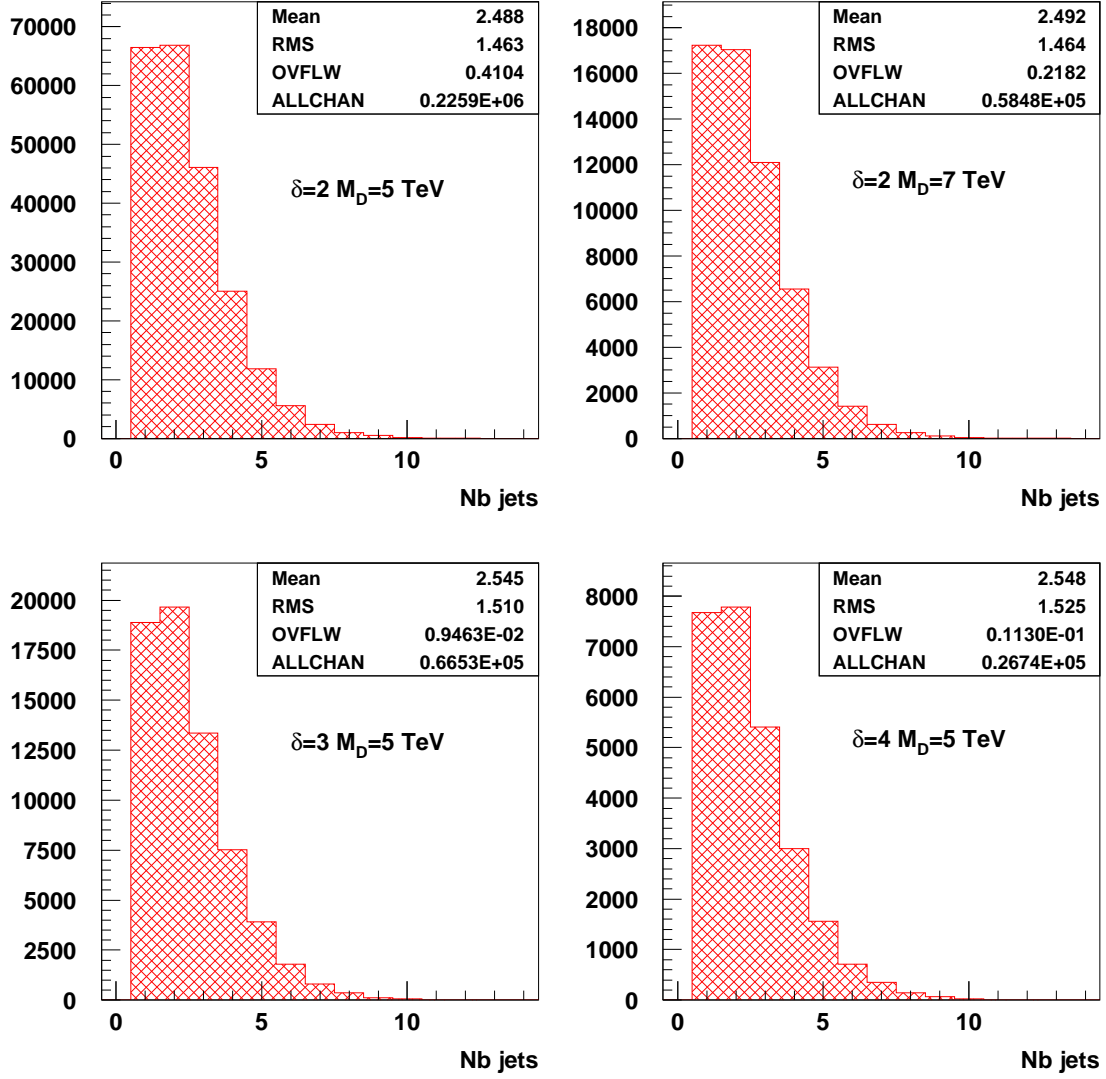 Mean 2.488
RMS 1.463
OVFLW 0.4104
ALLCHAN 0.2259E+06
δ=2 M_D=5 TeV
70000
60000
50000
40000
30000
20000
10000
0
0 5 10
Nb jets
Mean 2.492
RMS 1.464
OVFLW 0.2182
ALLCHAN 0.5848E+05
δ=2 M_D=7 TeV
18000
16000
14000
12000
10000
8000
6000
4000
2000
0
0 5 10
Nb jets
Mean 2.545
RMS 1.510
OVFLW 0.9463E-02
ALLCHAN 0.6653E+05
δ=3 M_D=5 TeV
20000
17500
15000
12500
10000
7500
5000
2500
0
0 5 10
Nb jets
Mean 2.548
RMS 1.525
OVFLW 0.1130E-01
ALLCHAN 0.2674E+05
δ=4 M_D=5 TeV
8000
7000
6000
5000
4000
3000
2000
1000
0
0 5 10
Nb jets